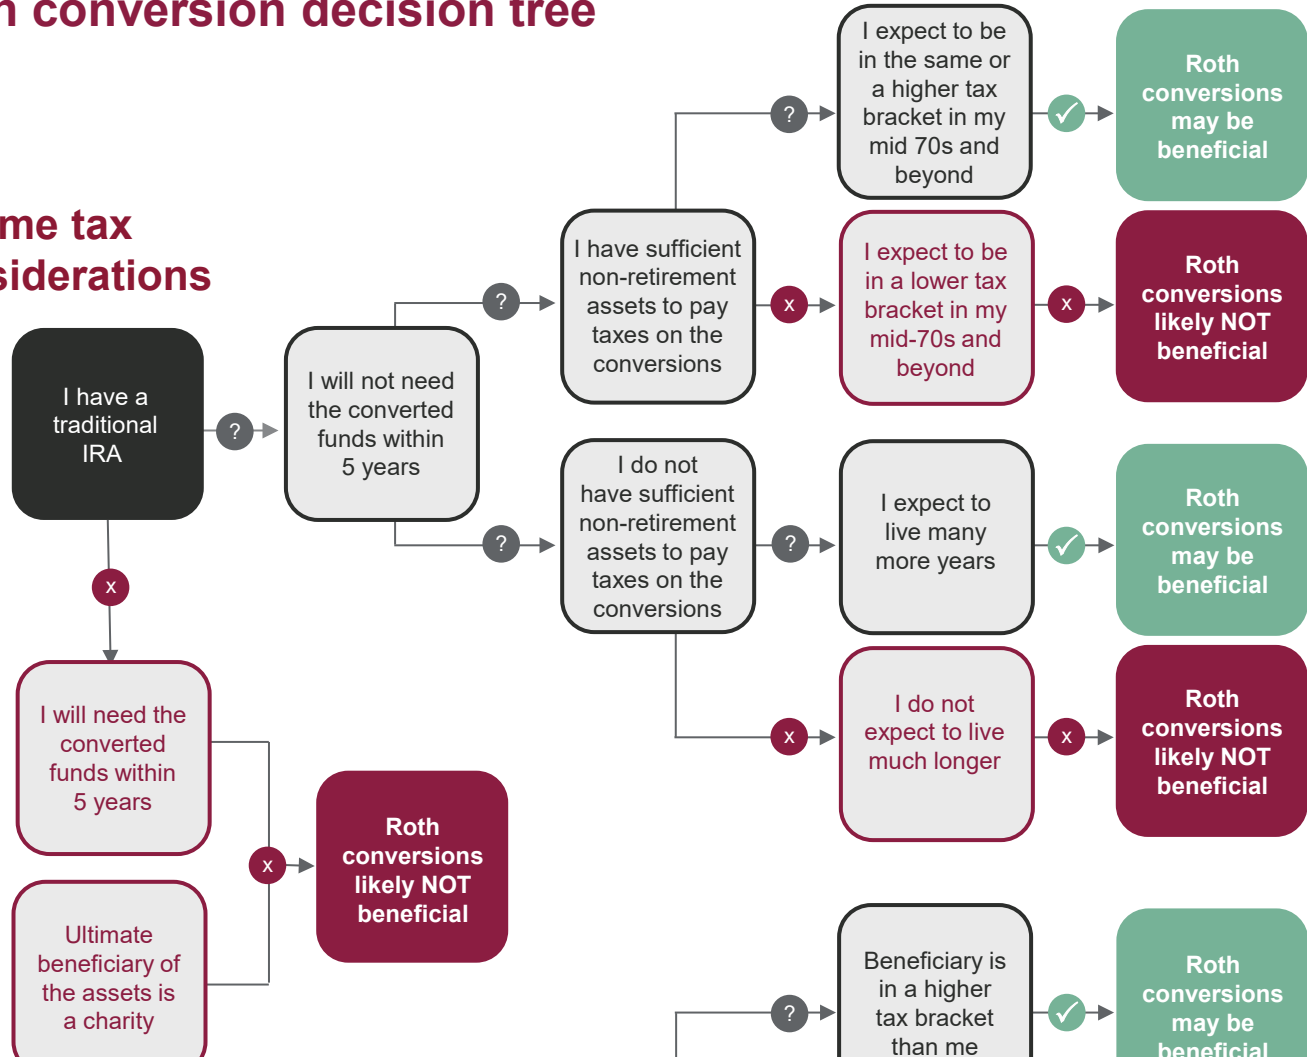 n conversion decision tree
me tax
siderations
I have a
traditional
IRA
?
I will not need
the converted
funds within
5 years
?
I have sufficient
non-retirement
assets to pay
taxes on the
conversions
?
I expect to be
in the same or
a higher tax
bracket in my
mid 70s and
beyond
✓
Roth
conversions
may be
beneficial
x
I expect to be
in a lower tax
bracket in my
mid-70s and
beyond
x
Roth
conversions
likely NOT
beneficial
?
I do not
have sufficient
non-retirement
assets to pay
taxes on the
conversions
?
I expect to
live many
more years
✓
Roth
conversions
may be
beneficial
x
I do not
expect to live
much longer
x
Roth
conversions
likely NOT
beneficial
x
I will need the
converted
funds within
5 years
Ultimate
beneficiary of
the assets is
a charity
x
Roth
conversions
likely NOT
beneficial
?
Beneficiary is
in a higher
tax bracket
than me
✓
Roth
conversions
may be
beneficial